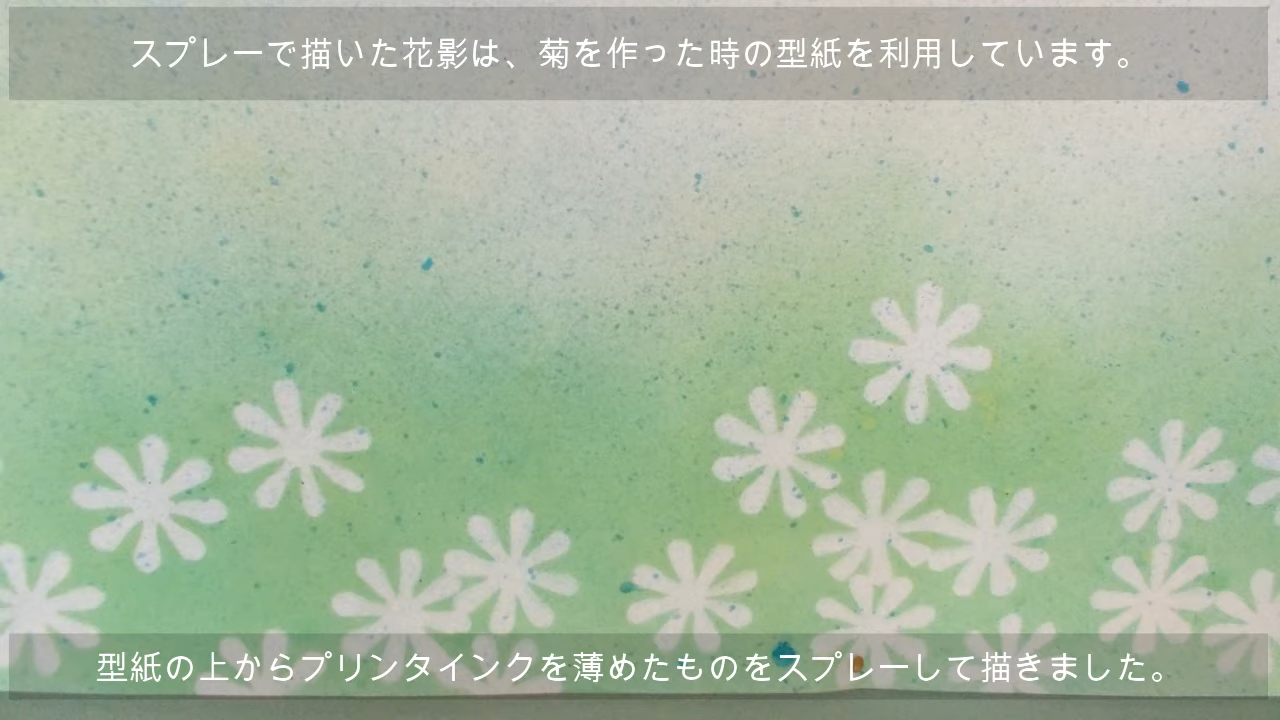 スプレーで描いた花影は、菊を作った時の型紙を利用しています。
型紙の上からプリンタインクを薄めたものをスプレーして描きました。